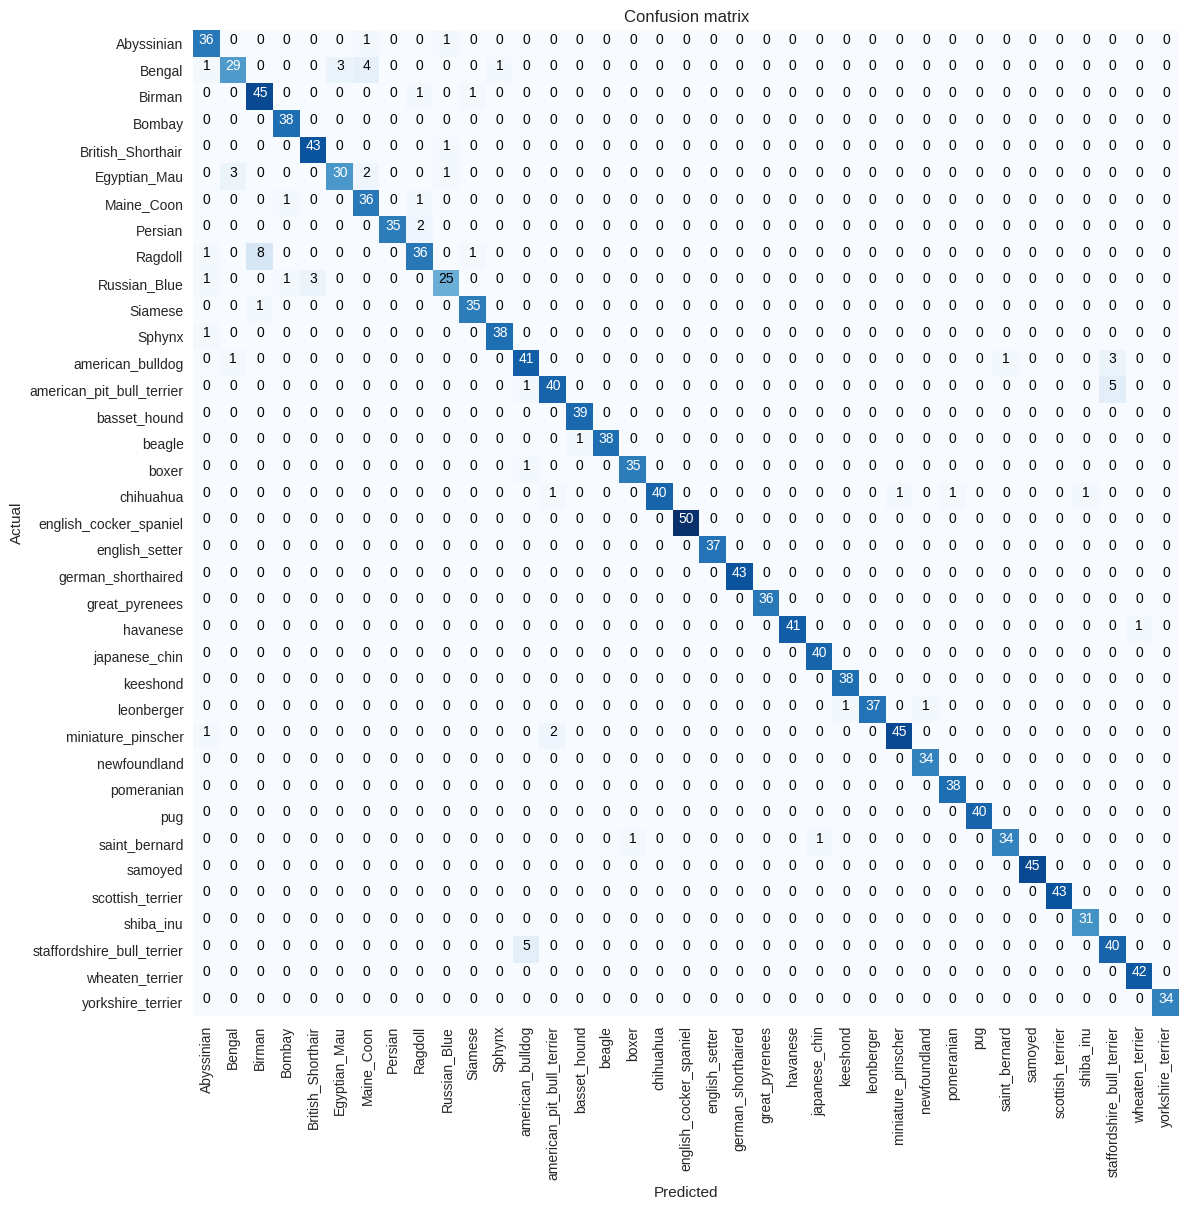 Confusion matrix
Abyssinian 36 0 0 0 0 0 1 0 0 1 0 0 0 0 0 0 0 0 0 0 0 0 0 0 0 0 0 0 0 0 0 0 0 0 0 0 0
Bengal 1 29 0 0 0 3 4 0 0 0 0 1 0 0 0 0 0 0 0 0 0 0 0 0 0 0 0 0 0 0 0 0 0 0 0 0 0
Birman 0 0 45 0 0 0 0 0 1 0 1 0 0 0 0 0 0 0 0 0 0 0 0 0 0 0 0 0 0 0 0 0 0 0 0 0 0
Bombay 0 0 0 38 0 0 0 0 0 0 0 0 0 0 0 0 0 0 0 0 0 0 0 0 0 0 0 0 0 0 0 0 0 0 0 0 0
British_Shorthair 0 0 0 0 43 0 0 0 0 1 0 0 0 0 0 0 0 0 0 0 0 0 0 0 0 0 0 0 0 0 0 0 0 0 0 0 0
Egyptian_Mau 0 3 0 0 0 30 2 0 0 1 0 0 0 0 0 0 0 0 0 0 0 0 0 0 0 0 0 0 0 0 0 0 0 0 0 0 0
Maine_Coon 0 0 0 1 0 0 36 0 1 0 0 0 0 0 0 0 0 0 0 0 0 0 0 0 0 0 0 0 0 0 0 0 0 0 0 0 0
Persian 0 0 0 0 0 0 0 35 2 0 0 0 0 0 0 0 0 0 0 0 0 0 0 0 0 0 0 0 0 0 0 0 0 0 0 0 0
Ragdoll 1 0 8 0 0 0 0 0 36 0 1 0 0 0 0 0 0 0 0 0 0 0 0 0 0 0 0 0 0 0 0 0 0 0 0 0 0
Russian_Blue 1 0 0 1 3 0 0 0 0 25 0 0 0 0 0 0 0 0 0 0 0 0 0 0 0 0 0 0 0 0 0 0 0 0 0 0 0
Siamese 0 0 1 0 0 0 0 0 0 0 35 0 0 0 0 0 0 0 0 0 0 0 0 0 0 0 0 0 0 0 0 0 0 0 0 0 0
Sphynx 1 0 0 0 0 0 0 0 0 0 0 38 0 0 0 0 0 0 0 0 0 0 0 0 0 0 0 0 0 0 0 0 0 0 0 0 0
american_bulldog 0 1 0 0 0 0 0 0 0 0 0 0 41 0 0 0 0 0 0 0 0 0 0 0 0 0 0 0 0 0 1 0 0 0 3 0 0
american_pit_bull_terrier 0 0 0 0 0 0 0 0 0 0 0 0 1 40 0 0 0 0 0 0 0 0 0 0 0 0 0 0 0 0 0 0 0 0 5 0 0
basset_hound 0 0 0 0 0 0 0 0 0 0 0 0 0 0 39 0 0 0 0 0 0 0 0 0 0 0 0 0 0 0 0 0 0 0 0 0 0
beagle 0 0 0 0 0 0 0 0 0 0 0 0 0 0 1 38 0 0 0 0 0 0 0 0 0 0 0 0 0 0 0 0 0 0 0 0 0
boxer 0 0 0 0 0 0 0 0 0 0 0 0 1 0 0 0 35 0 0 0 0 0 0 0 0 0 0 0 0 0 0 0 0 0 0 0 0
chihuahua 0 0 0 0 0 0 0 0 0 0 0 0 0 1 0 0 0 40 0 0 0 0 0 0 0 0 1 0 1 0 0 0 0 1 0 0 0
Actual
english_cocker_spaniel 0 0 0 0 0 0 0 0 0 0 0 0 0 0 0 0 0 0 50 0 0 0 0 0 0 0 0 0 0 0 0 0 0 0 0 0 0
english_setter 0 0 0 0 0 0 0 0 0 0 0 0 0 0 0 0 0 0 0 37 0 0 0 0 0 0 0 0 0 0 0 0 0 0 0 0 0
german_shorthaired 0 0 0 0 0 0 0 0 0 0 0 0 0 0 0 0 0 0 0 0 43 0 0 0 0 0 0 0 0 0 0 0 0 0 0 0 0
great_pyrenees 0 0 0 0 0 0 0 0 0 0 0 0 0 0 0 0 0 0 0 0 0 36 0 0 0 0 0 0 0 0 0 0 0 0 0 0 0
havanese 0 0 0 0 0 0 0 0 0 0 0 0 0 0 0 0 0 0 0 0 0 0 41 0 0 0 0 0 0 0 0 0 0 0 0 1 0
japanese_chin 0 0 0 0 0 0 0 0 0 0 0 0 0 0 0 0 0 0 0 0 0 0 0 40 0 0 0 0 0 0 0 0 0 0 0 0 0
keeshond 0 0 0 0 0 0 0 0 0 0 0 0 0 0 0 0 0 0 0 0 0 0 0 0 38 0 0 0 0 0 0 0 0 0 0 0 0
leonberger 0 0 0 0 0 0 0 0 0 0 0 0 0 0 0 0 0 0 0 0 0 0 0 0 1 37 0 1 0 0 0 0 0 0 0 0 0
miniature_pinscher 1 0 0 0 0 0 0 0 0 0 0 0 0 2 0 0 0 0 0 0 0 0 0 0 0 0 45 0 0 0 0 0 0 0 0 0 0
newfoundland 0 0 0 0 0 0 0 0 0 0 0 0 0 0 0 0 0 0 0 0 0 0 0 0 0 0 0 34 0 0 0 0 0 0 0 0 0
pomeranian 0 0 0 0 0 0 0 0 0 0 0 0 0 0 0 0 0 0 0 0 0 0 0 0 0 0 0 0 38 0 0 0 0 0 0 0 0
pug 0 0 0 0 0 0 0 0 0 0 0 0 0 0 0 0 0 0 0 0 0 0 0 0 0 0 0 0 0 40 0 0 0 0 0 0 0
saint_bernard 0 0 0 0 0 0 0 0 0 0 0 0 0 0 0 0 1 0 0 0 0 0 0 1 0 0 0 0 0 0 34 0 0 0 0 0 0
samoyed 0 0 0 0 0 0 0 0 0 0 0 0 0 0 0 0 0 0 0 0 0 0 0 0 0 0 0 0 0 0 0 45 0 0 0 0 0
scottish_terrier 0 0 0 0 0 0 0 0 0 0 0 0 0 0 0 0 0 0 0 0 0 0 0 0 0 0 0 0 0 0 0 0 43 0 0 0 0
shiba_inu 0 0 0 0 0 0 0 0 0 0 0 0 0 0 0 0 0 0 0 0 0 0 0 0 0 0 0 0 0 0 0 0 0 31 0 0 0
staffordshire_bull_terrier 0 0 0 0 0 0 0 0 0 0 0 0 5 0 0 0 0 0 0 0 0 0 0 0 0 0 0 0 0 0 0 0 0 0 40 0 0
wheaten_terrier 0 0 0 0 0 0 0 0 0 0 0 0 0 0 0 0 0 0 0 0 0 0 0 0 0 0 0 0 0 0 0 0 0 0 0 42 0
yorkshire_terrier 0 0 0 0 0 0 0 0 0 0 0 0 0 0 0 0 0 0 0 0 0 0 0 0 0 0 0 0 0 0 0 0 0 0 0 0 34
Abyssinian
Bengal
Birman
Bombay
British_Shorthair
Egyptian_Mau
Maine_Coon
Persian
Ragdoll
Russian_Blue
Siamese
Sphynx
american_bulldog
american_pit_bull_terrier
basset_hound
beagle
boxer
chihuahua
english_cocker_spaniel
english_setter
german_shorthaired
great_pyrenees
havanese
japanese_chin
keeshond
leonberger
miniature_pinscher
newfoundland
pomeranian
pug
saint_bernard
samoyed
scottish_terrier
shiba_inu
staffordshire_bull_terrier
wheaten_terrier
yorkshire_terrier
Predicted